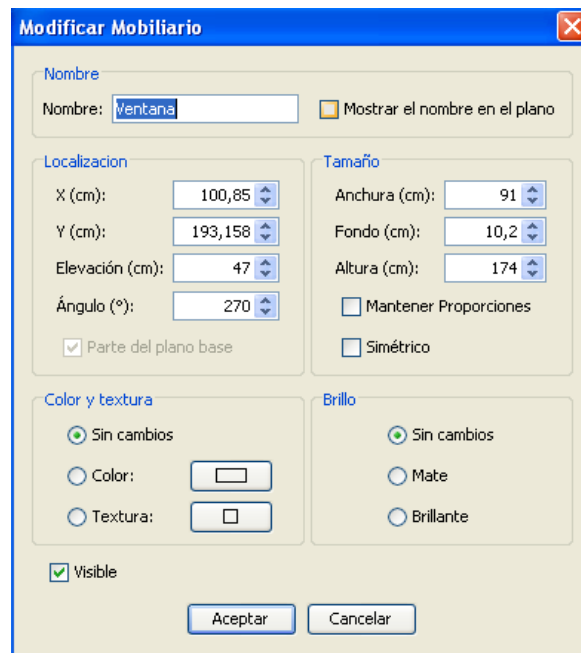 Modificar Mobiliario
Nombre
Nombre: Ventana Mostrar el nombre en el plano
Localizacion Tamaño
X (cm): 100,85 Anchura (cm): 91
Y (cm): 193,158 Fondo (cm): 10,2
Elevación (cm): 47 Altura (cm): 174
Ángulo (°): 270 Mantener Proporciones
Parte del plano base Simétrico
Color y textura Brillo
Sin cambios Sin cambios
Color: Mate
Textura: Brillante
Visible
Aceptar Cancelar